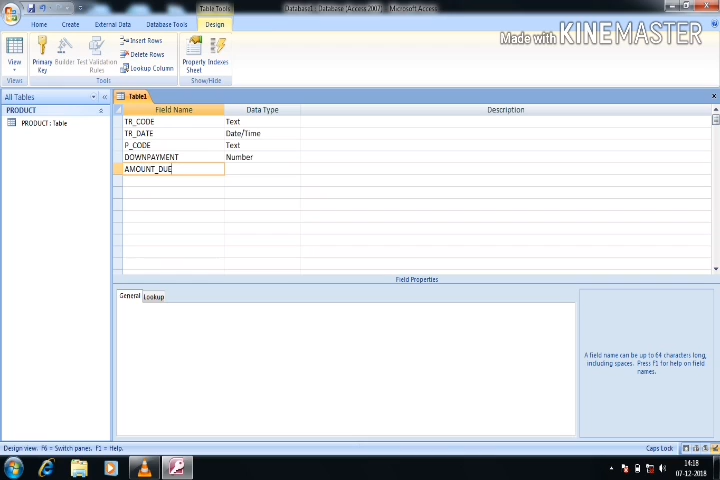 Table Tools
Database1 : Database (Access 2007) - Microsoft Access
Home Create External Data Database Tools Design
Made with KINEMASTER
View
Primary Key
Builder
Test Validation Rules
Insert Rows
Delete Rows
Lookup Column
Property Sheet
Indexes
Views Tools Show/Hide
All Tables
PRODUCT
PRODUCT : Table
Table1
Field Name Data Type Description
TR_CODE Text
TR_DATE Date/Time
P_CODE Text
DOWNPAYMENT Number
AMOUNT_DUE
Field Properties
General Lookup
A field name can be up to 64 characters long,
including spaces. Press F1 for help on field
names.
Design view. F6 = Switch panes. F1 = Help.
Caps Lock
14:18
07-12-2018